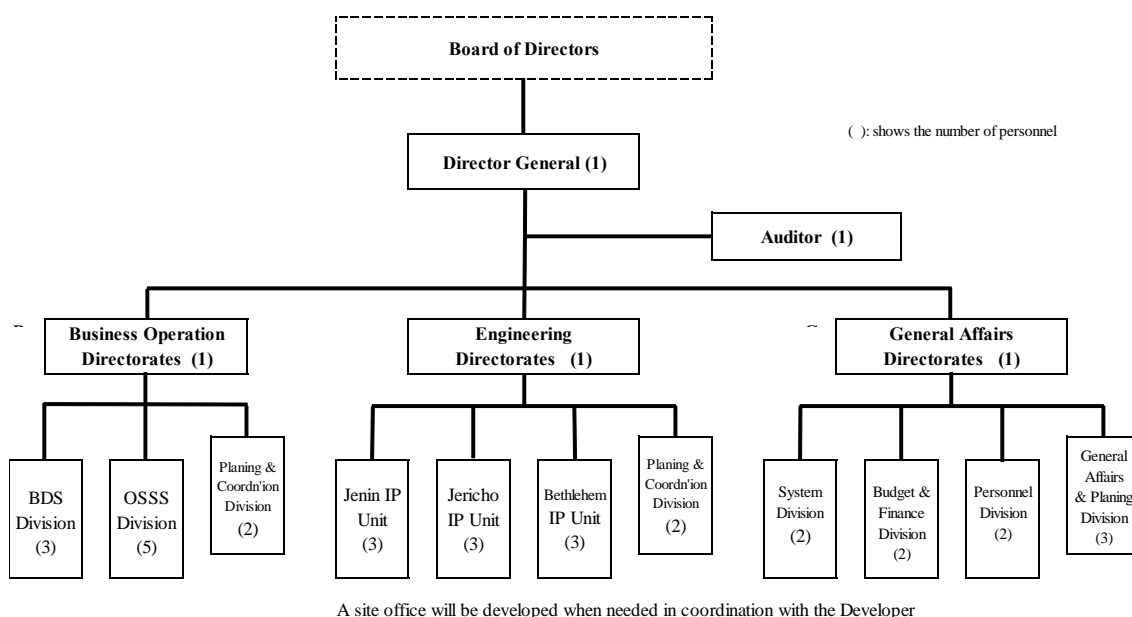 Board of Directors
( ): shows the number of personnel
Director General (1)
Auditor (1)
Business Operation
Directorates (1)
Engineering
Directorates (1)
General Affairs
Directorates (1)
BDS
Division
(3)
OSSS
Division
(5)
Planing &
Coordn'ion
Division
(2)
Jenin IP
Unit
(3)
Jericho
IP Unit
(3)
Bethlehem
IP Unit
(3)
Planing &
Coordn'ion
Division
(2)
System
Division
(2)
Budget &
Finance
Division
(2)
Personnel
Division
(2)
General
Affairs
& Planing
Division
(3)
A site office will be developed when needed in coordination with the Developer